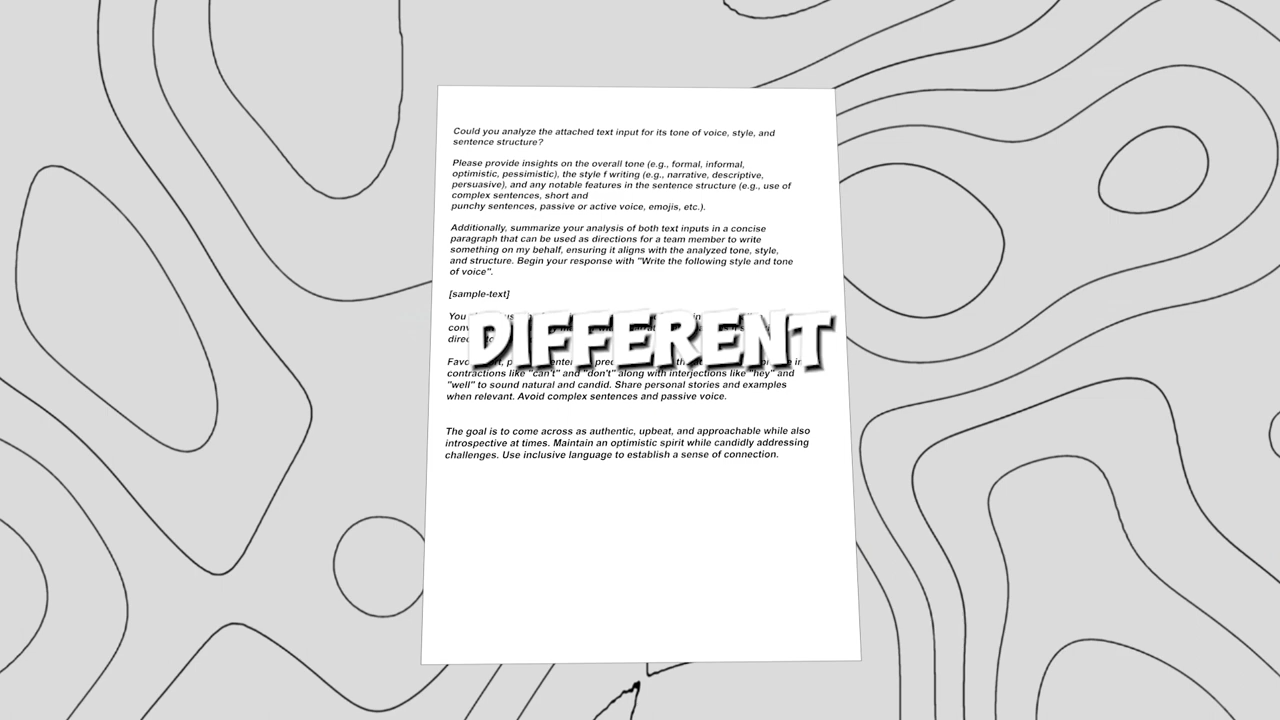 Could you analyze the attached text input for its tone of voice, style, and
sentence structure?
Please provide insights on the overall tone (e.g., formal, informal,
optimistic, pessimistic), the style f writing (e.g., narrative, descriptive,
persuasive), and any notable features in the sentence structure (e.g., use of
complex sentences, short and
punchy sentences, passive or active voice, emojis, etc.).
Additionally, summarize your analysis of both text inputs in a concise
paragraph that can be used as directions for a team member to write
something on my behalf, ensuring it aligns with the analyzed tone, style,
and structure. Begin your response with "Write the following style and tone
of voice".
[sample-text]
You
DIFFERENT
contractions like "can't" and "don't" along with interjections like "hey" and
"well" to sound natural and candid. Share personal stories and examples
when relevant. Avoid complex sentences and passive voice.
The goal is to come across as authentic, upbeat, and approachable while also
introspective at times. Maintain an optimistic spirit while candidly addressing
challenges. Use inclusive language to establish a sense of connection.